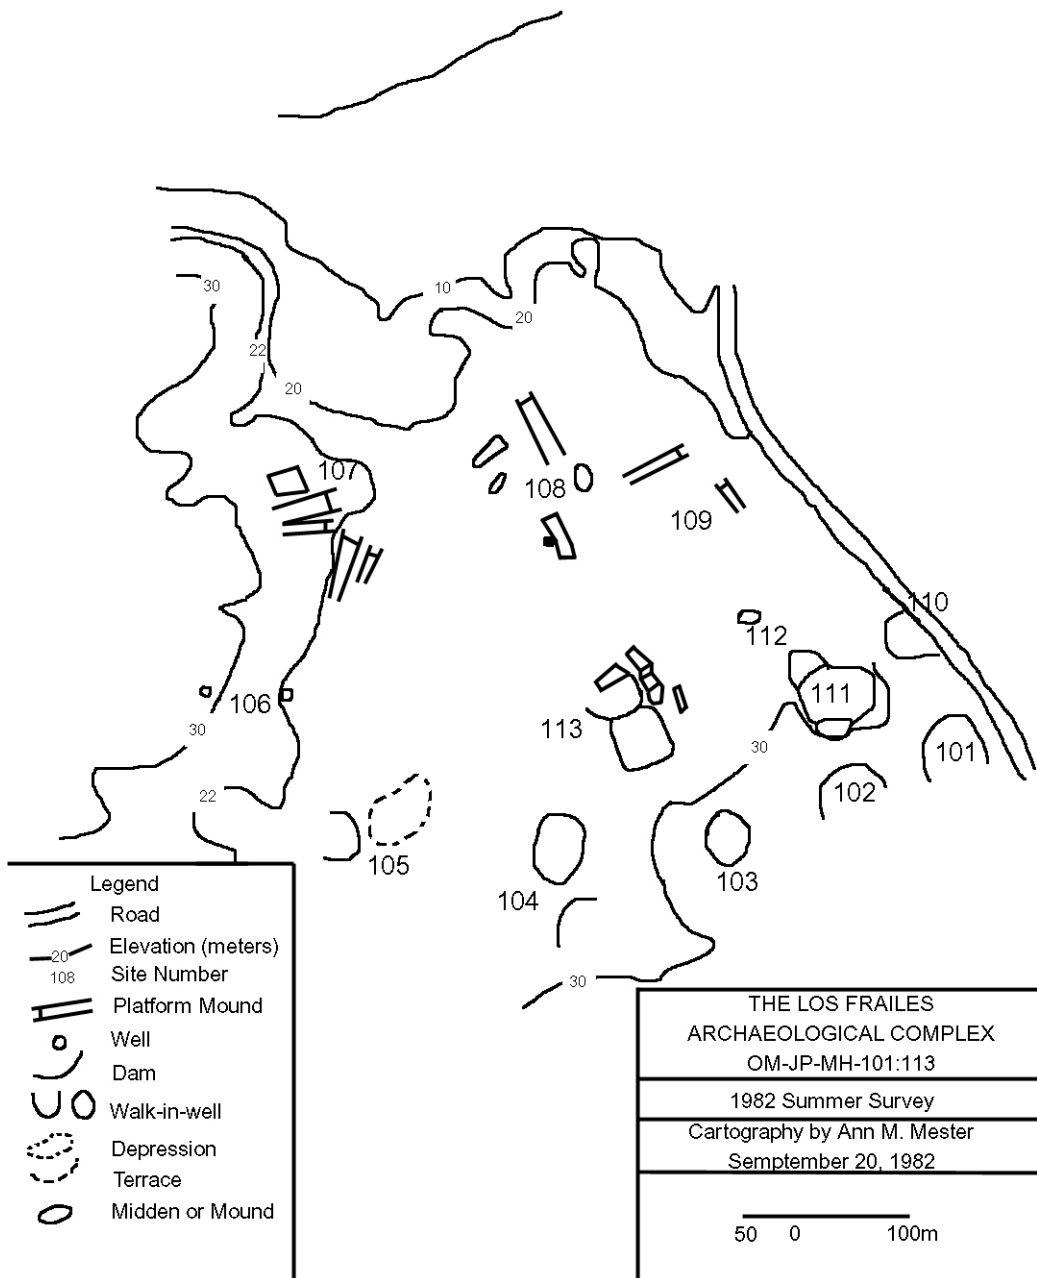 30
10
20
22
20
107
108
109
110
112
111
106
113
30
30
101
102
22
105
103
104
30
Legend
Road
20
Elevation (meters)
108
Site Number
Platform Mound
Well
Dam
Walk-in-well
Depression
Terrace
Midden or Mound
THE LOS FRAILES
ARCHAEOLOGICAL COMPLEX
OM-JP-MH-101:113
1982 Summer Survey
Cartography by Ann M. Mester
Semptember 20, 1982
50 0 100m